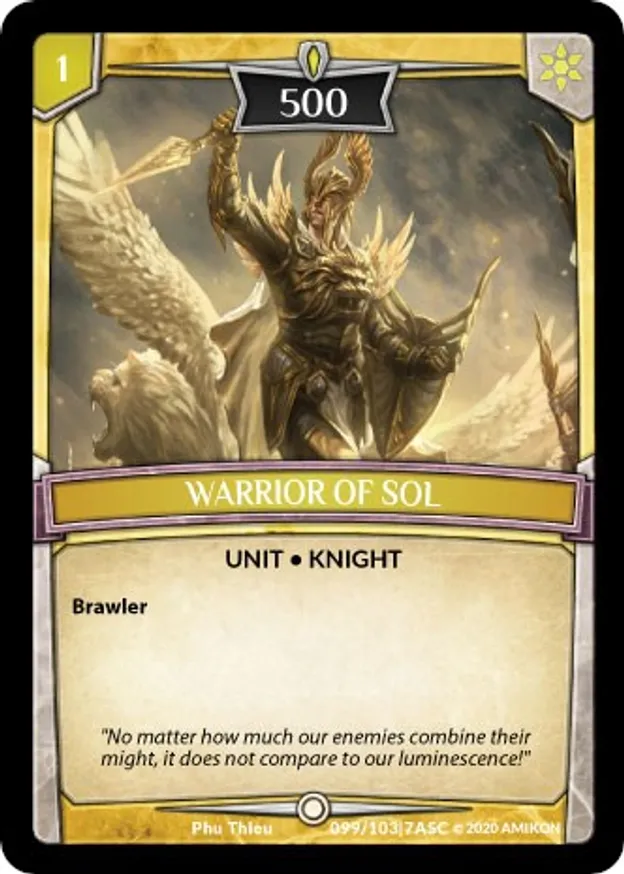 1
500
WARRIOR OF SOL
UNIT • KNIGHT
Brawler
"No matter how much our enemies combine their
might, it does not compare to our luminescence!"
Phu Thieu 099/103|7ASC © 2020 AMIKON